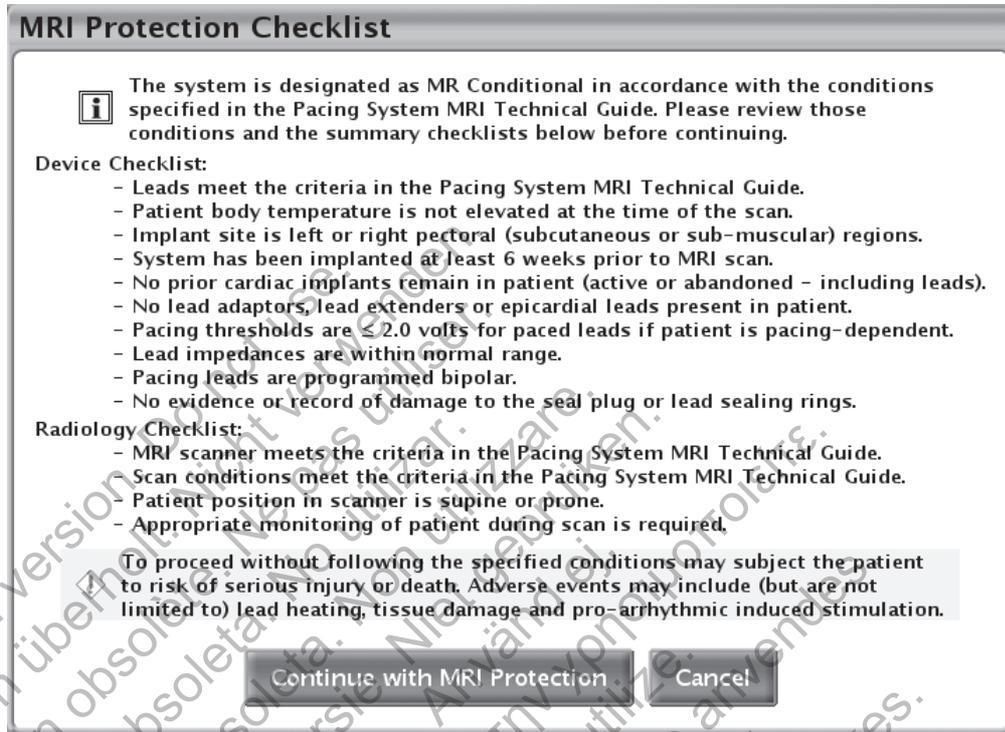 MRI Protection Checklist
The system is designated as MR Conditional in accordance with the conditions
specified in the Pacing System MRI Technical Guide. Please review those
conditions and the summary checklists below before continuing.
Device Checklist:
- Leads meet the criteria in the Pacing System MRI Technical Guide.
- Patient body temperature is not elevated at the time of the scan.
- Implant site is left or right pectoral (subcutaneous or sub-muscular) regions.
- System has been implanted at least 6 weeks prior to MRI scan.
- No prior cardiac implants remain in patient (active or abandoned - including leads).
- No lead adaptors, lead extenders or epicardial leads present in patient.
- Pacing thresholds are ≤ 2.0 volts for paced leads if patient is pacing-dependent.
- Lead impedances are within normal range.
- Pacing leads are programmed bipolar.
- No evidence or record of damage to the seal plug or lead sealing rings.
Radiology Checklist:
- MRI scanner meets the criteria in the Pacing System MRI Technical Guide.
- Scan conditions meet the criteria in the Pacing System MRI Technical Guide.
- Patient position in scanner is supine or prone.
- Appropriate monitoring of patient during scan is required.
To proceed without following the specified conditions may subject the patient
to risk of serious injury or death. Adverse events may include (but are not
limited to) lead heating, tissue damage and pro-arrhythmic induced stimulation.
Continue with MRI Protection
Cancel